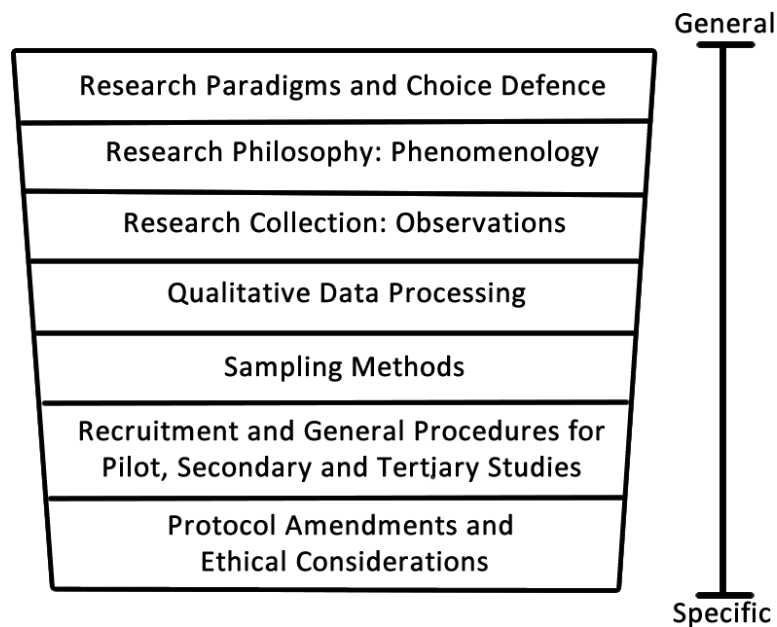 General
Research Paradigms and Choice Defence
Research Philosophy: Phenomenology
Research Collection: Observations
Qualitative Data Processing
Sampling Methods
Recruitment and General Procedures for
Pilot, Secondary and Tertjary Studies
Protocol Amendments and
Ethical Considerations
Specific